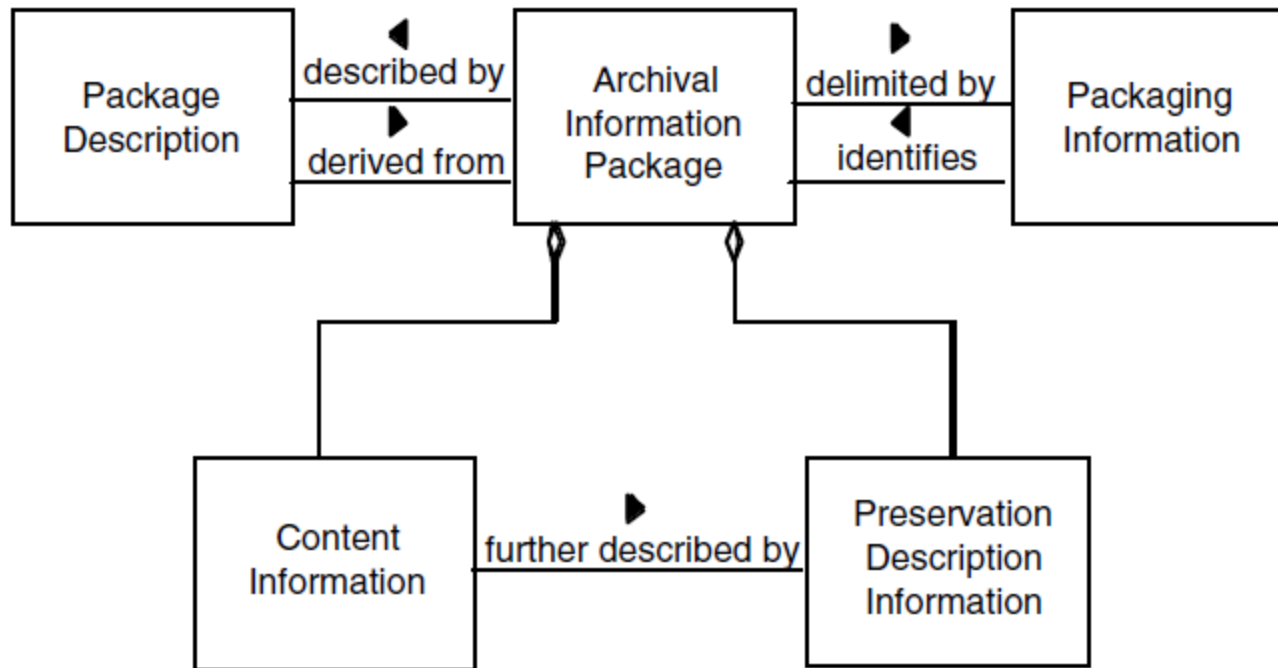 Package
Description
described by
derived from
Archival
Information
Package
delimited by
identifies
Packaging
Information
Content
Information
further described by
Preservation
Description
Information